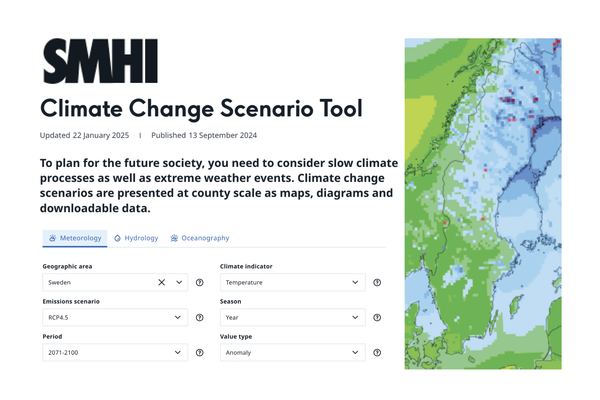 SMHI
Climate Change Scenario Tool
Updated 22 January 2025 | Published 13 September 2024
To plan for the future society, you need to consider slow climate
processes as well as extreme weather events. Climate change
scenarios are presented at county scale as maps, diagrams and
downloadable data.
Meteorology Hydrology Oceanography
Geographic area Climate indicator
Sweden Temperature
Emissions scenario Season
RCP4.5 Year
Period Value type
2071-2100 Anomaly